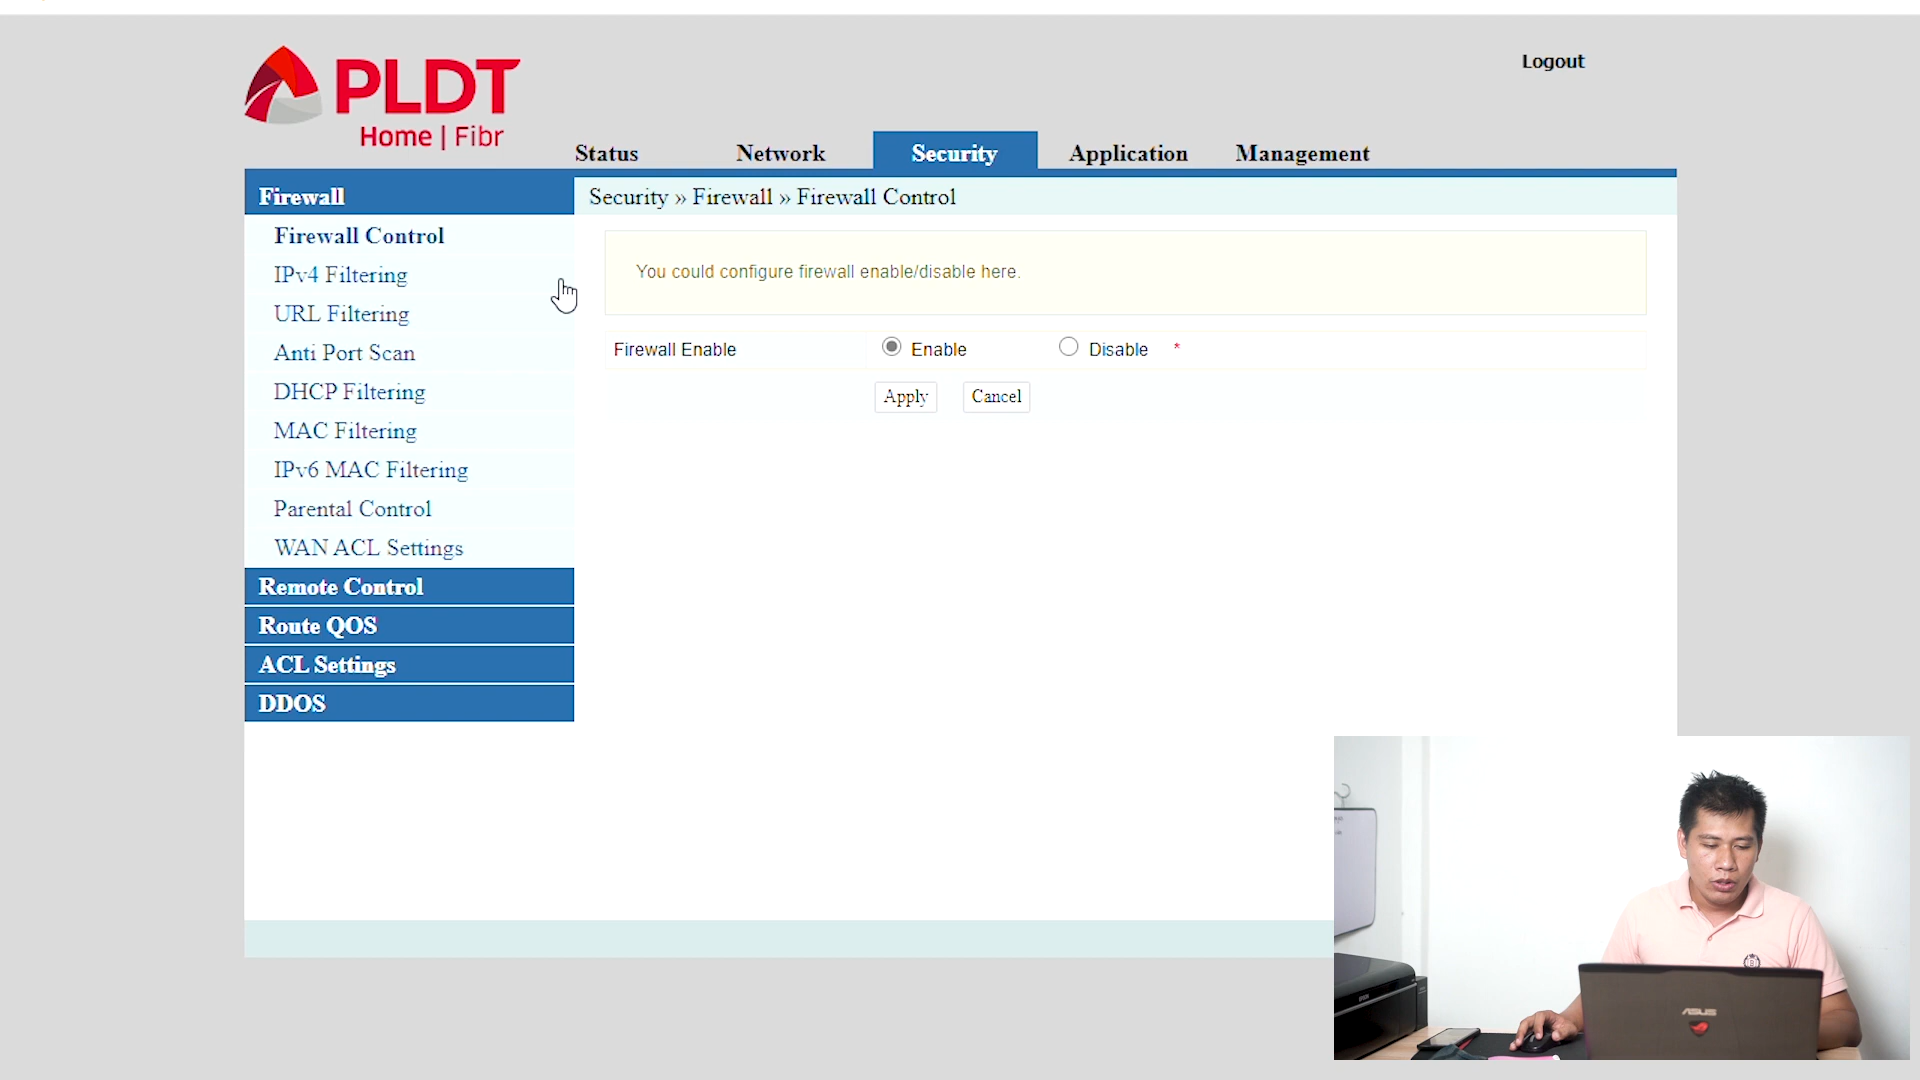 PLDT
Home | Fibr
Logout
Status Network Security Application Management
Firewall
Security » Firewall » Firewall Control
Firewall Control
IPv4 Filtering
URL Filtering
Anti Port Scan
DHCP Filtering
MAC Filtering
IPv6 MAC Filtering
Parental Control
WAN ACL Settings
Remote Control
Route QOS
ACL Settings
DDOS
You could configure firewall enable/disable here.
Firewall Enable Enable Disable *
Apply Cancel
EPSON
ASUS